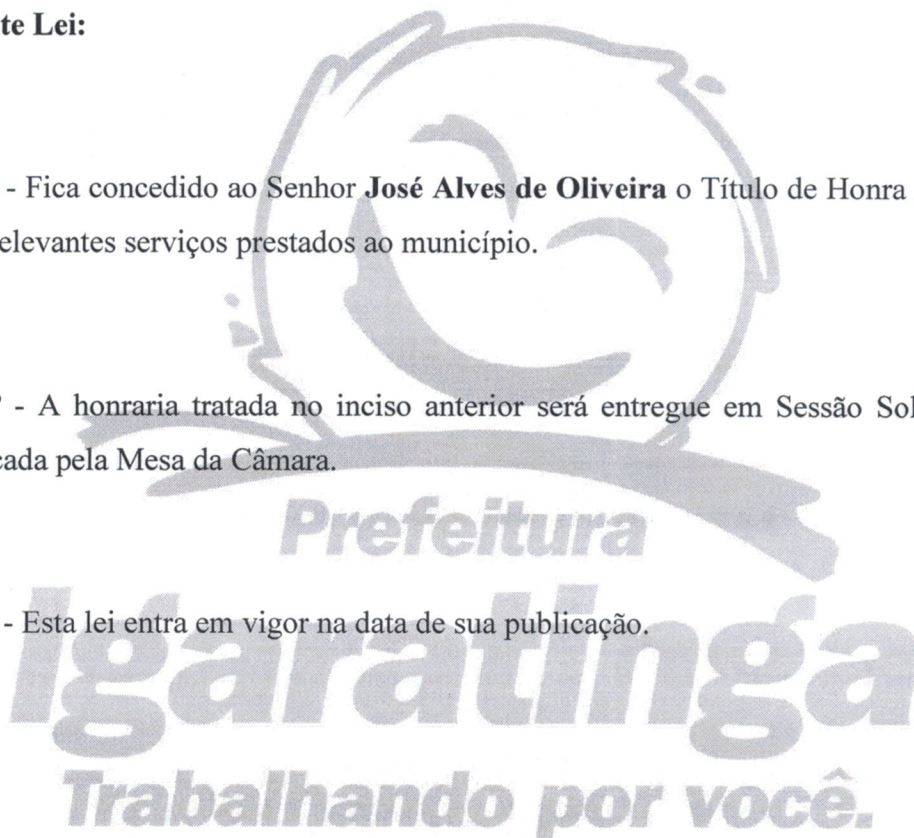 te Lei:
- Fica concedido ao Senhor José Alves de Oliveira o Título de Honra
elevantes serviços prestados ao município.
- A honraria tratada no inciso anterior será entregue em Sessão Sol
cada pela Mesa da Câmara.
Prefeitura
- Esta lei entra em vigor na data de sua publicação.
Igaratinga
Trabalhando por você.